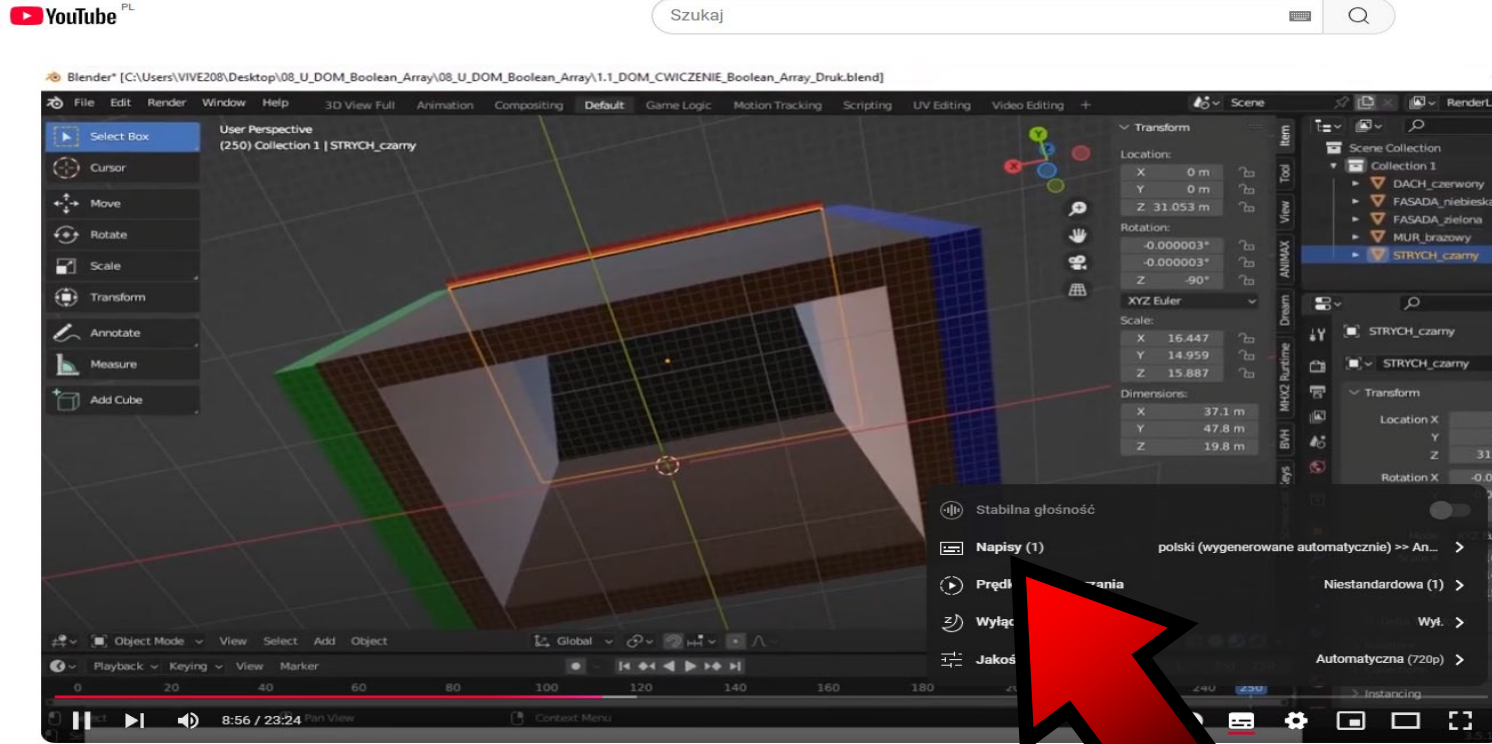 YouTube PL
Szukaj
Blender* [C:\Users\VIVE208\Desktop\08_U_DOM_Boolean_Array\08_U_DOM_Boolean_Array\1.1_DOM_CWICZENIE_Boolean_Array_Druk.blend]
File Edit Render Window Help 3D View Full Animation Compositing Default Game Logic Motion Tracking Scripting UV Editing Video Editing + Scene RenderL
Select Box
Cursor
Move
Rotate
Scale
Transform
Annotate
Measure
Add Cube
User Perspective
(250) Collection 1 | STRYCH_czarny
Y
X
Z
Transform
Location:
X 0 m
Y 0 m
Z 31.053 m
Rotation:
-0.000003°
-0.000003°
Z -90°
XYZ Euler
Scale:
X 16.447
Y 14.959
Z 15.887
Dimensions:
X 37.1 m
Y 47.8 m
Z 19.8 m
Item
Tool
View
ANIMAX
Dream
MHX2 Runtime
BVH
Keys
Scene Collection
Collection 1
DACH_czerwony
FASADA_niebieska
FASADA_zielona
MUR_brazowy
STRYCH_czarny
STRYCH_czarny
STRYCH_czarny
Transform
Location X
Y
Z 31
Rotation X -0.0
Stabilna głośność
Napisy (1) polski (wygenerowane automatycznie) >> An...
Niestandardowa (1)
Wył.
Automatyczna (720p)
Object Mode View Select Add Object Global
Playback Keying View Marker
0 20 40 60 80 100 120 140 160 180 240 250
Instancing
8:56 / 23:24 Pan View Context Menu